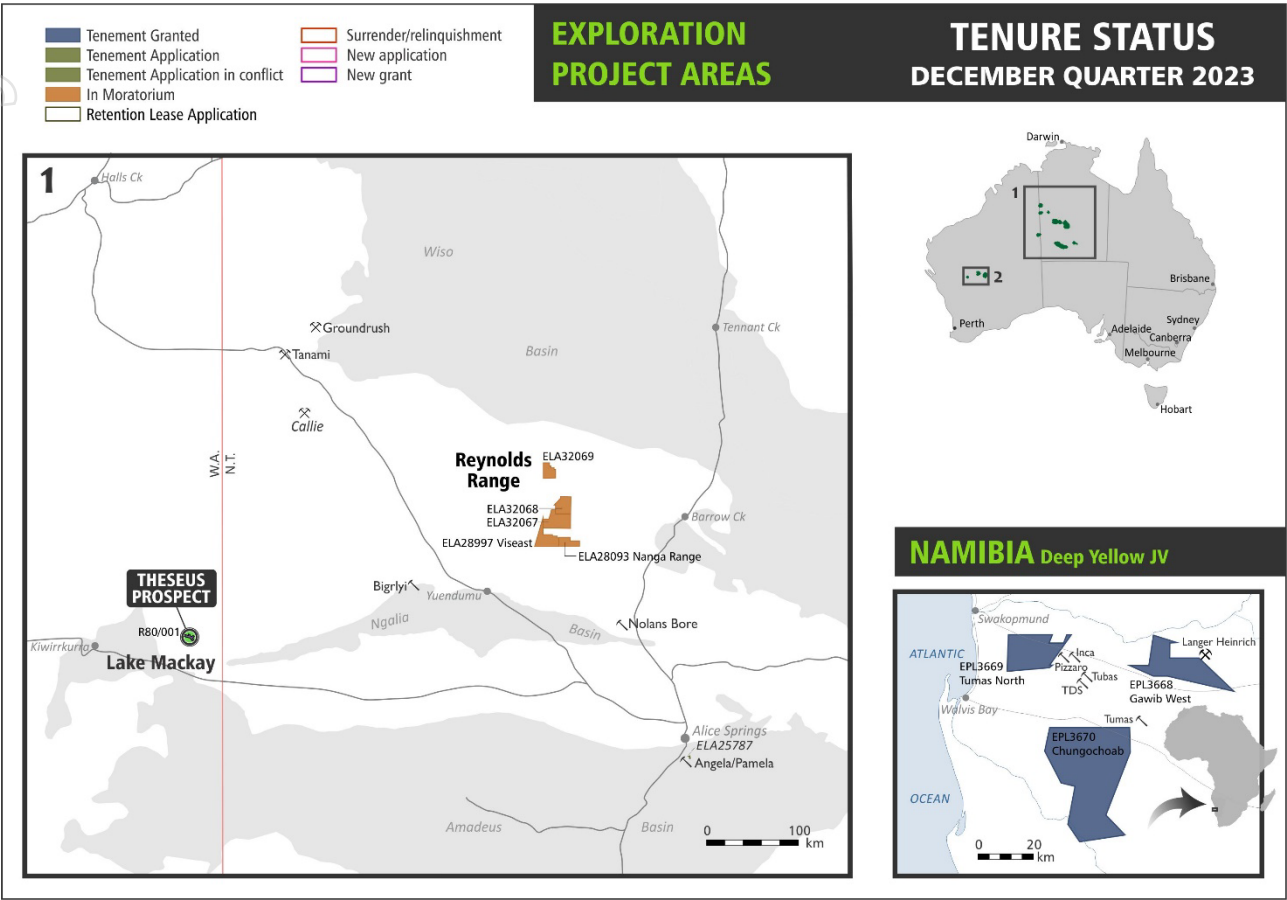 Tenement Granted
Tenement Application
Tenement Application in conflict
In Moratorium
Retention Lease Application
Surrender/relinquishment
New application
New grant
EXPLORATION
PROJECT AREAS
TENURE STATUS
DECEMBER QUARTER 2023
1
Halls Ck
Wiso
Groundrush
Tennant Ck
Basin
Tanami
Callie
W.A.
N.T.
Reynolds
Range
ELA32069
ELA32068
ELA32067
Barrow Ck
ELA28997 Viseast
ELA28093 Nanga Range
THESEUS
PROSPECT
Bigrlyi
Yuendumu
R80/001
Ngalia
Basin
Nolans Bore
Kiwirrkurra
Lake Mackay
Alice Springs
ELA25787
Angela/Pamela
Amadeus
Basin
0 100
km
Darwin
1
2
Brisbane
Perth
Sydney
Adelaide
Canberra
Melbourne
Hobart
NAMIBIA Deep Yellow JV
Swakopmund
ATLANTIC
Langer Heinrich
Inca
EPL3669
Tumas North
Pizzaro
Tubas
TDS
EPL3668
Gawib West
Walvis Bay
Tumas
EPL3670
Chungochoab
OCEAN
0 20
km